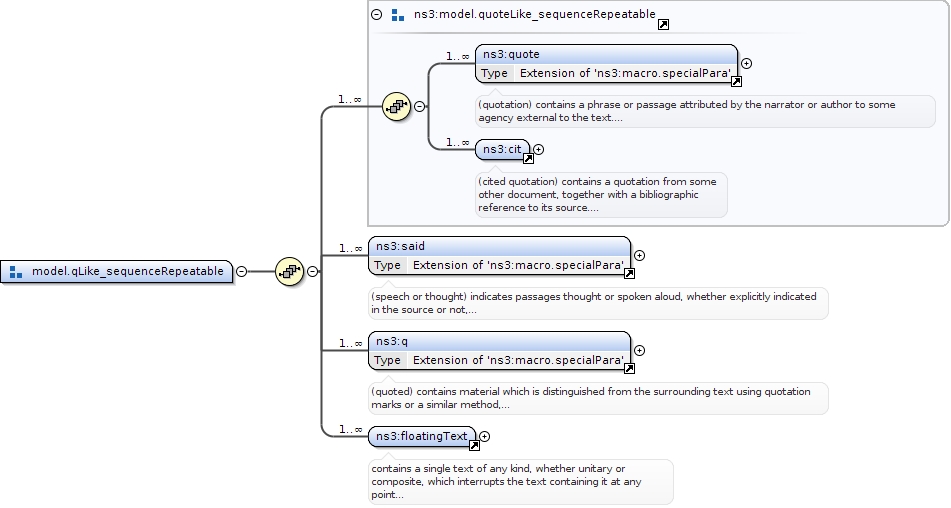 ns3:model.quoteLike_sequenceRepeatable
1..∞
ns3:quote
Type Extension of 'ns3:macro.specialPara'
(quotation) contains a phrase or passage attributed by the narrator or author to some
agency external to the text....
1..∞
1..∞
ns3:cit
(cited quotation) contains a quotation from some
other document, together with a bibliographic
reference to its source....
1..∞
ns3:said
Type Extension of 'ns3:macro.specialPara'
model.qLike_sequenceRepeatable
(speech or thought) indicates passages thought or spoken aloud, whether explicitly indicated
in the source or not,...
1..∞
ns3:q
Type Extension of 'ns3:macro.specialPara'
(quoted) contains material which is distinguished from the surrounding text using quotation
marks or a similar method,...
1..∞
ns3:floatingText
contains a single text of any kind, whether unitary or
composite, which interrupts the text containing it at any
point...